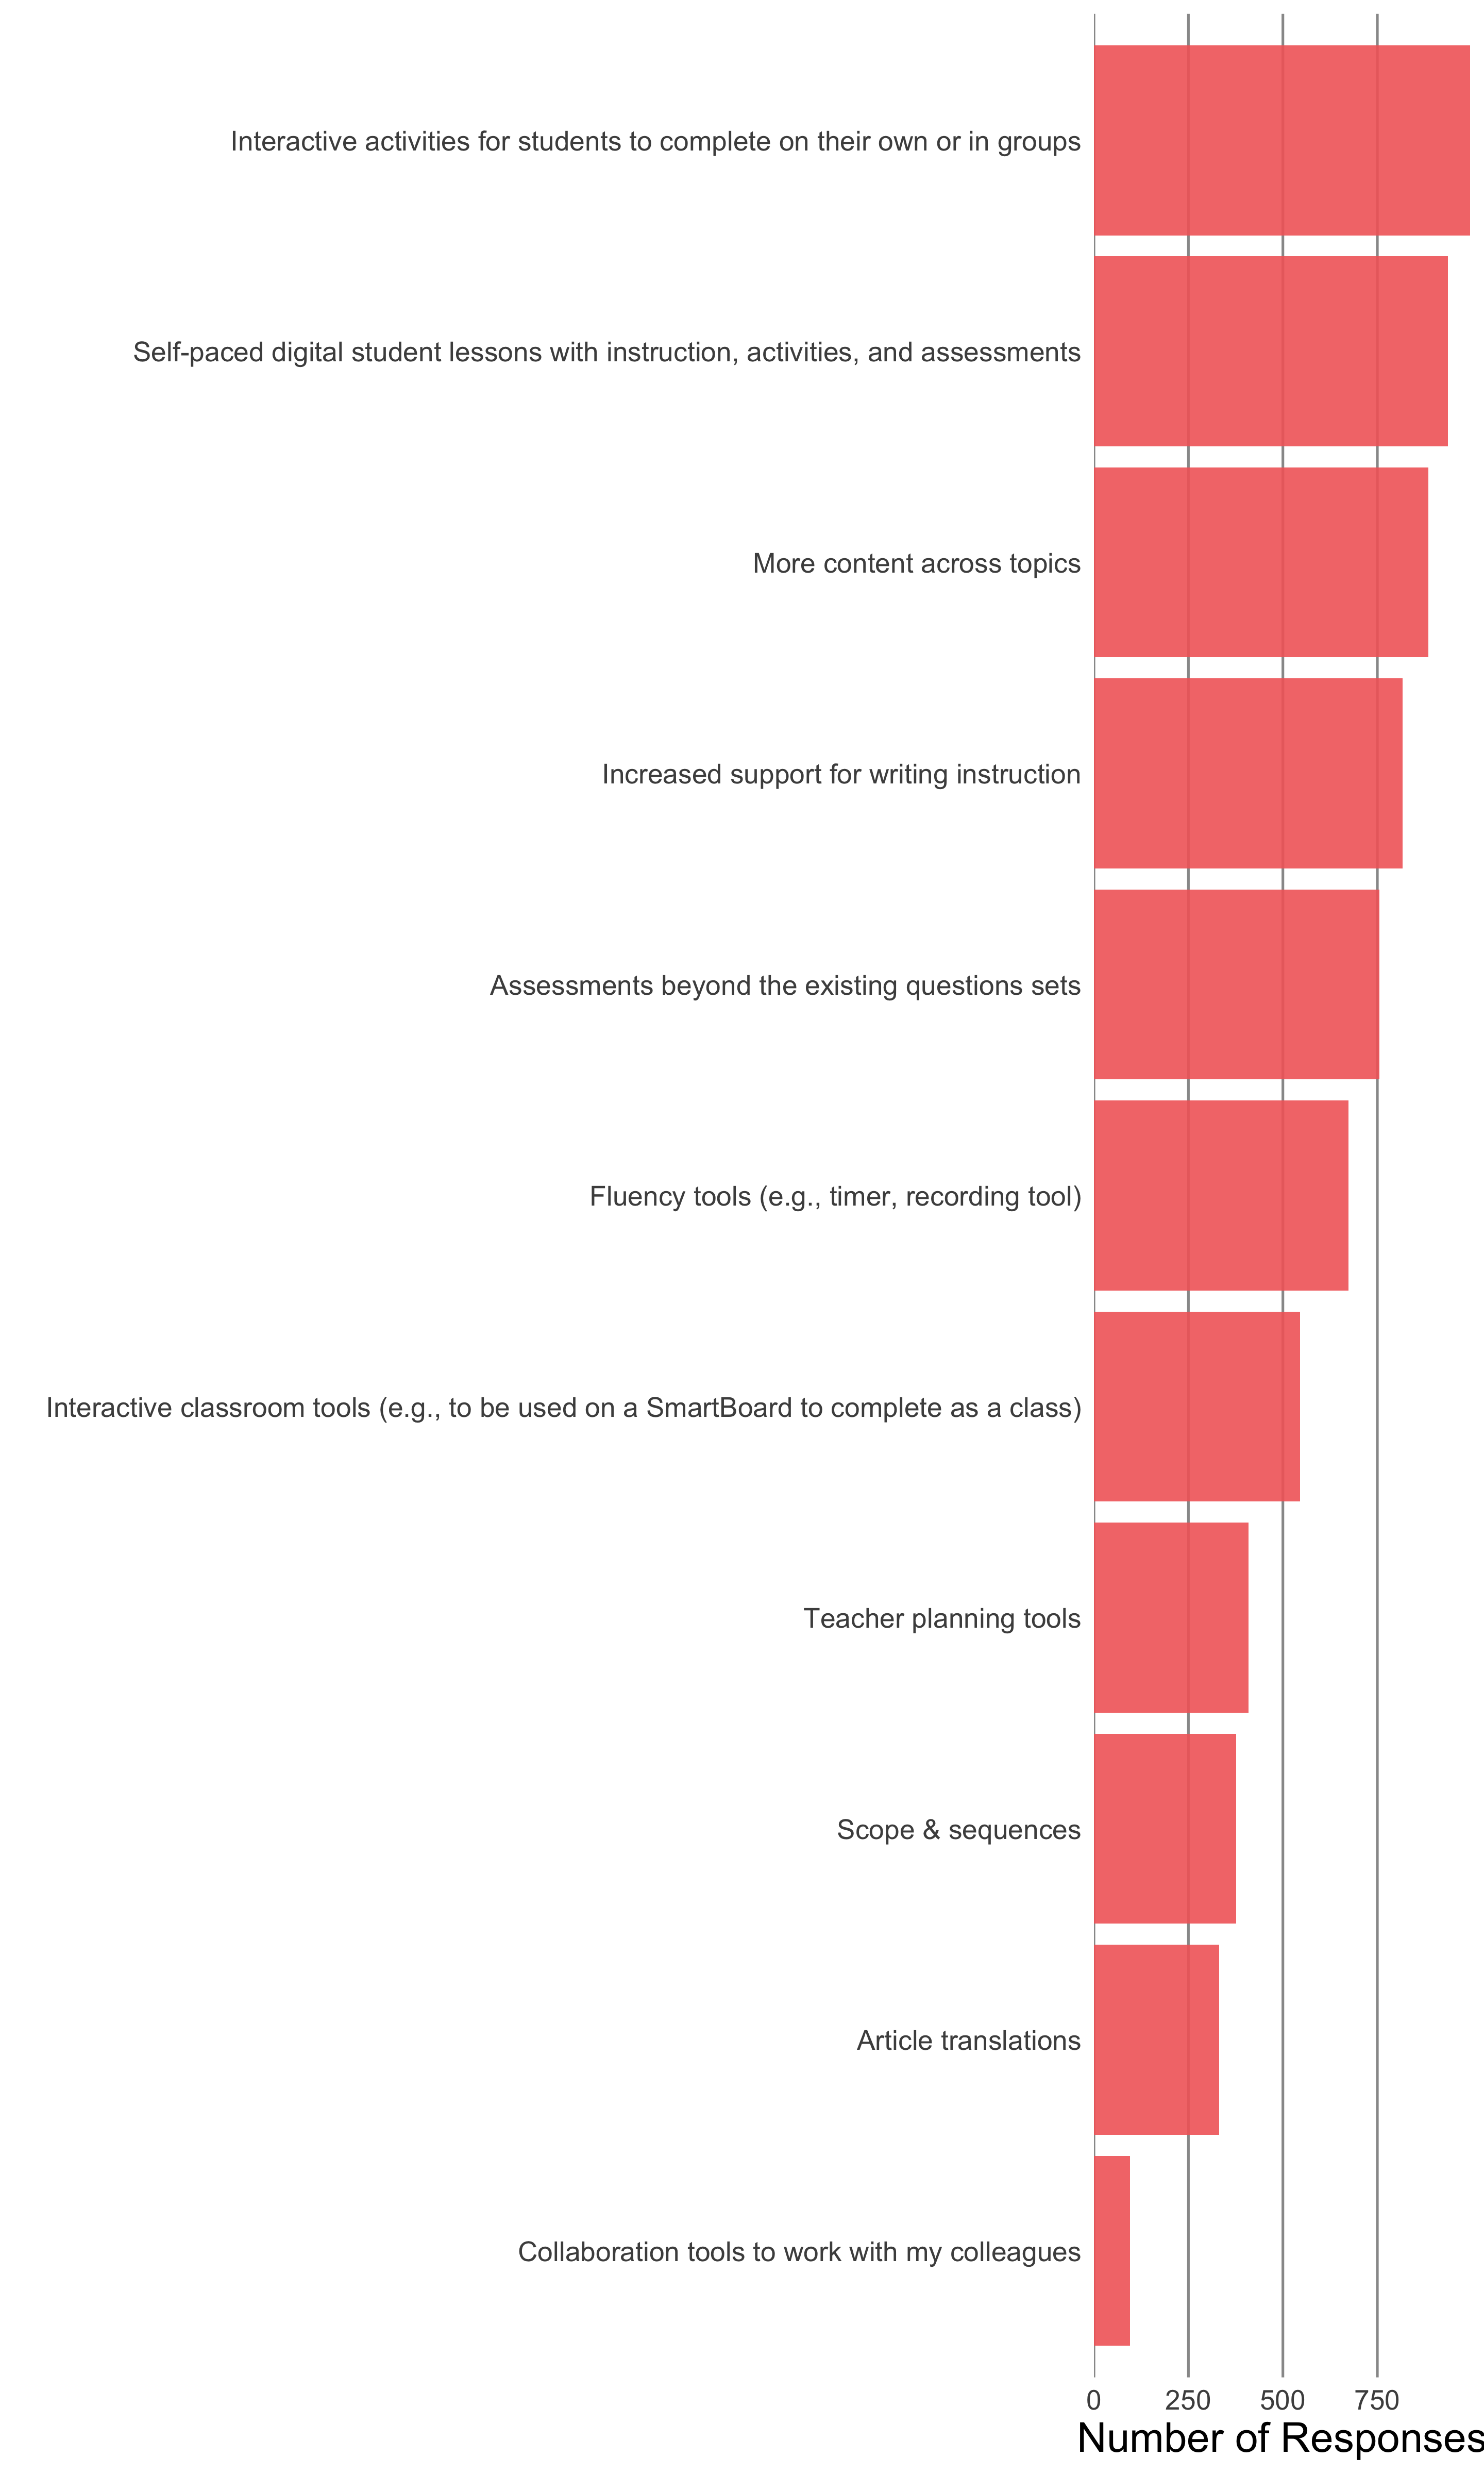 Interactive activities for students to complete on their own or in groups
Self-paced digital student lessons with instruction, activities, and assessments
More content across topics
Increased support for writing instruction
Assessments beyond the existing questions sets
Fluency tools (e.g., timer, recording tool)
Interactive classroom tools (e.g., to be used on a SmartBoard to complete as a class)
Teacher planning tools
Scope & sequences
Article translations
Collaboration tools to work with my colleagues
0 250 500 750
Number of Responses